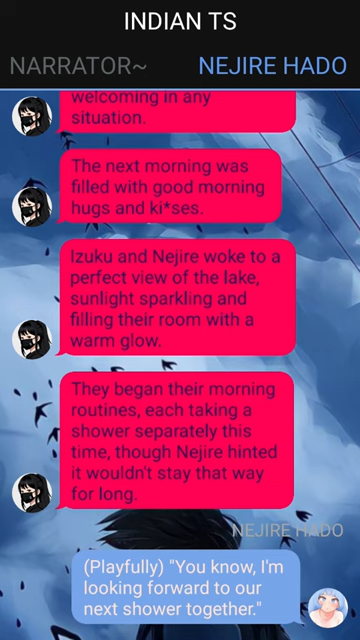 INDIAN TS
NARRATOR~
NEJIRE HADO
welcoming in any
situation.
The next morning was
filled with good morning
hugs and ki*ses.
Izuku and Nejire woke to a
perfect view of the lake,
sunlight sparkling and
filling their room with a
warm glow.
They began their morning
routines, each taking a
shower separately this
time, though Nejire hinted
it wouldn't stay that way
for long.
NEJIRE HADO
(Playfully) "You know, I'm
looking forward to our
next shower together."